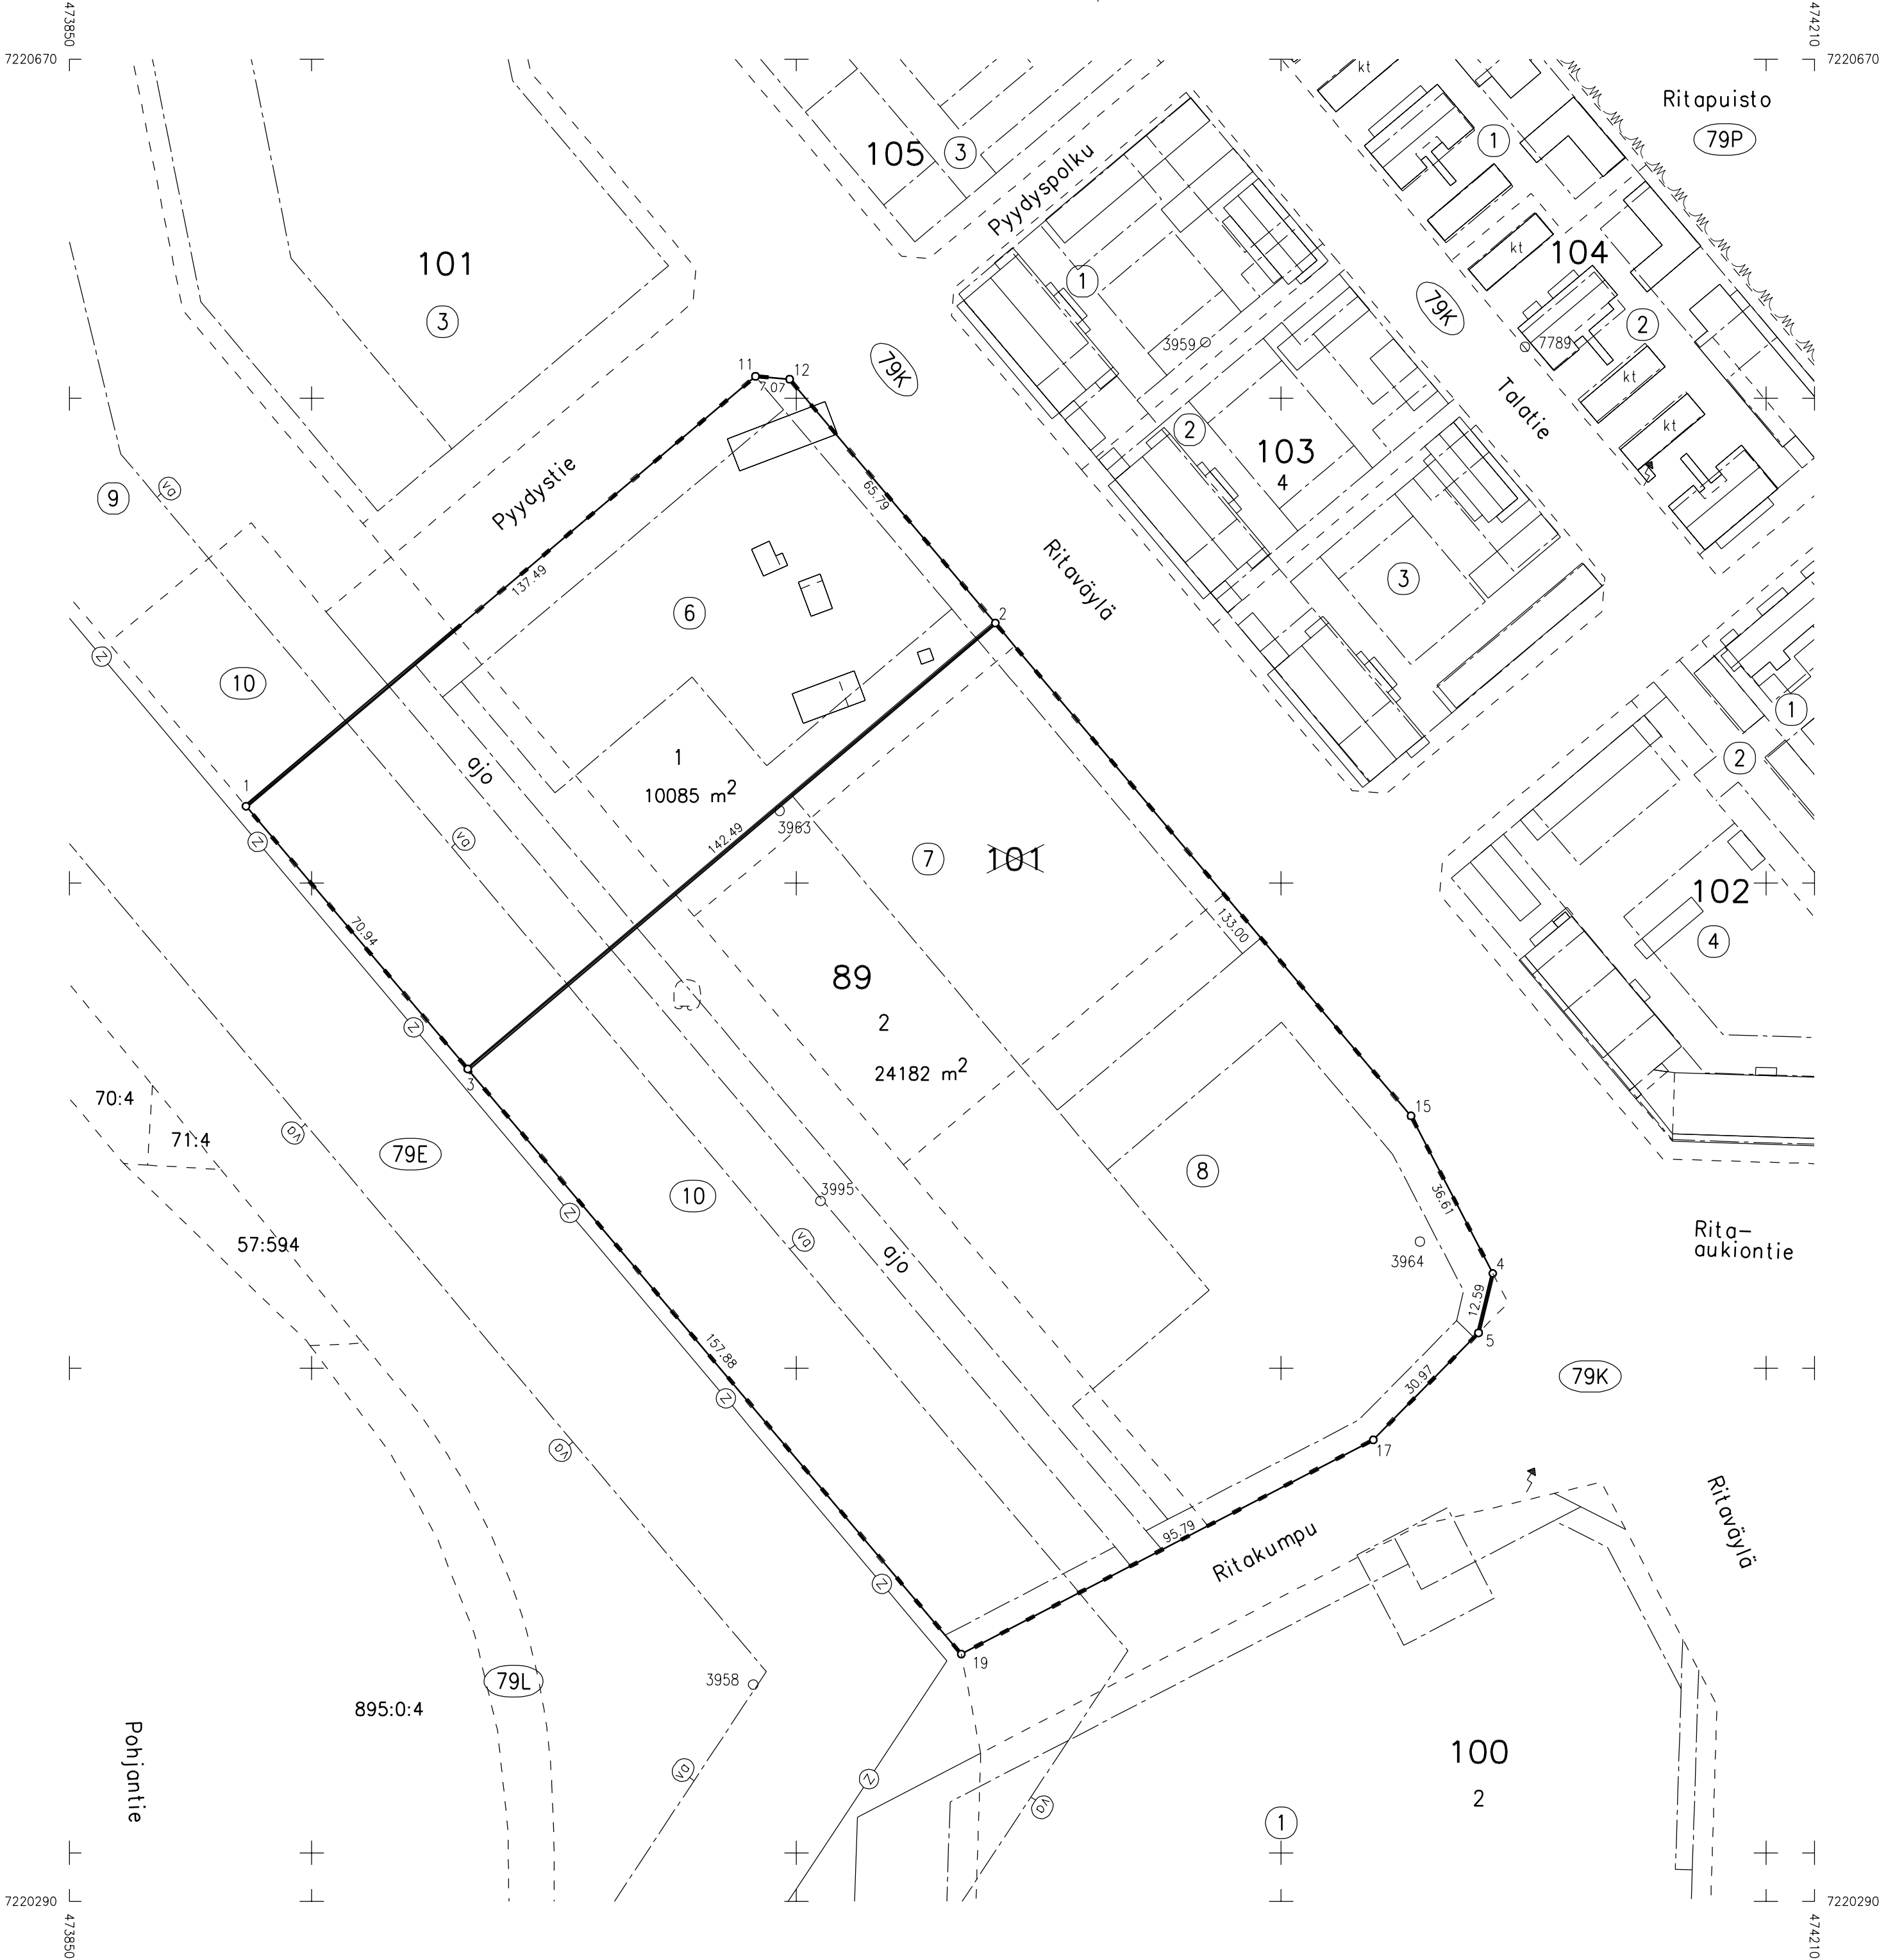 473850
474210
7220670
7220670
kt
Ritapuisto
79P
1
105
3
Pyydyspolku
101
3
1
kt
104
79K
2
3959
7789
11
12
7.07
79K
kt
Talatie
2
103
4
kt
9
va
Pyydystie
65.79
137.49
Ritaväylä
3
6
2
10
1
2
ajo
1
10085 m2
1
142.49
3963
va
7
101
102
4
Z
Z
70.94
133.00
89
2
Z
24182 m2
3
70:4
71:4
va
79E
15
8
10
3995
36.61
Z
va
57:594
ajo
3964
4
Rita-
aukiontie
12.59
5
157.88
30.97
79K
Z
va
17
Ritaväylä
95.79
Ritakumpu
Z
19
3958
79L
895:0:4
Pohjantie
100
2
va
Z
va
1
7220290
7220290
473850
474210